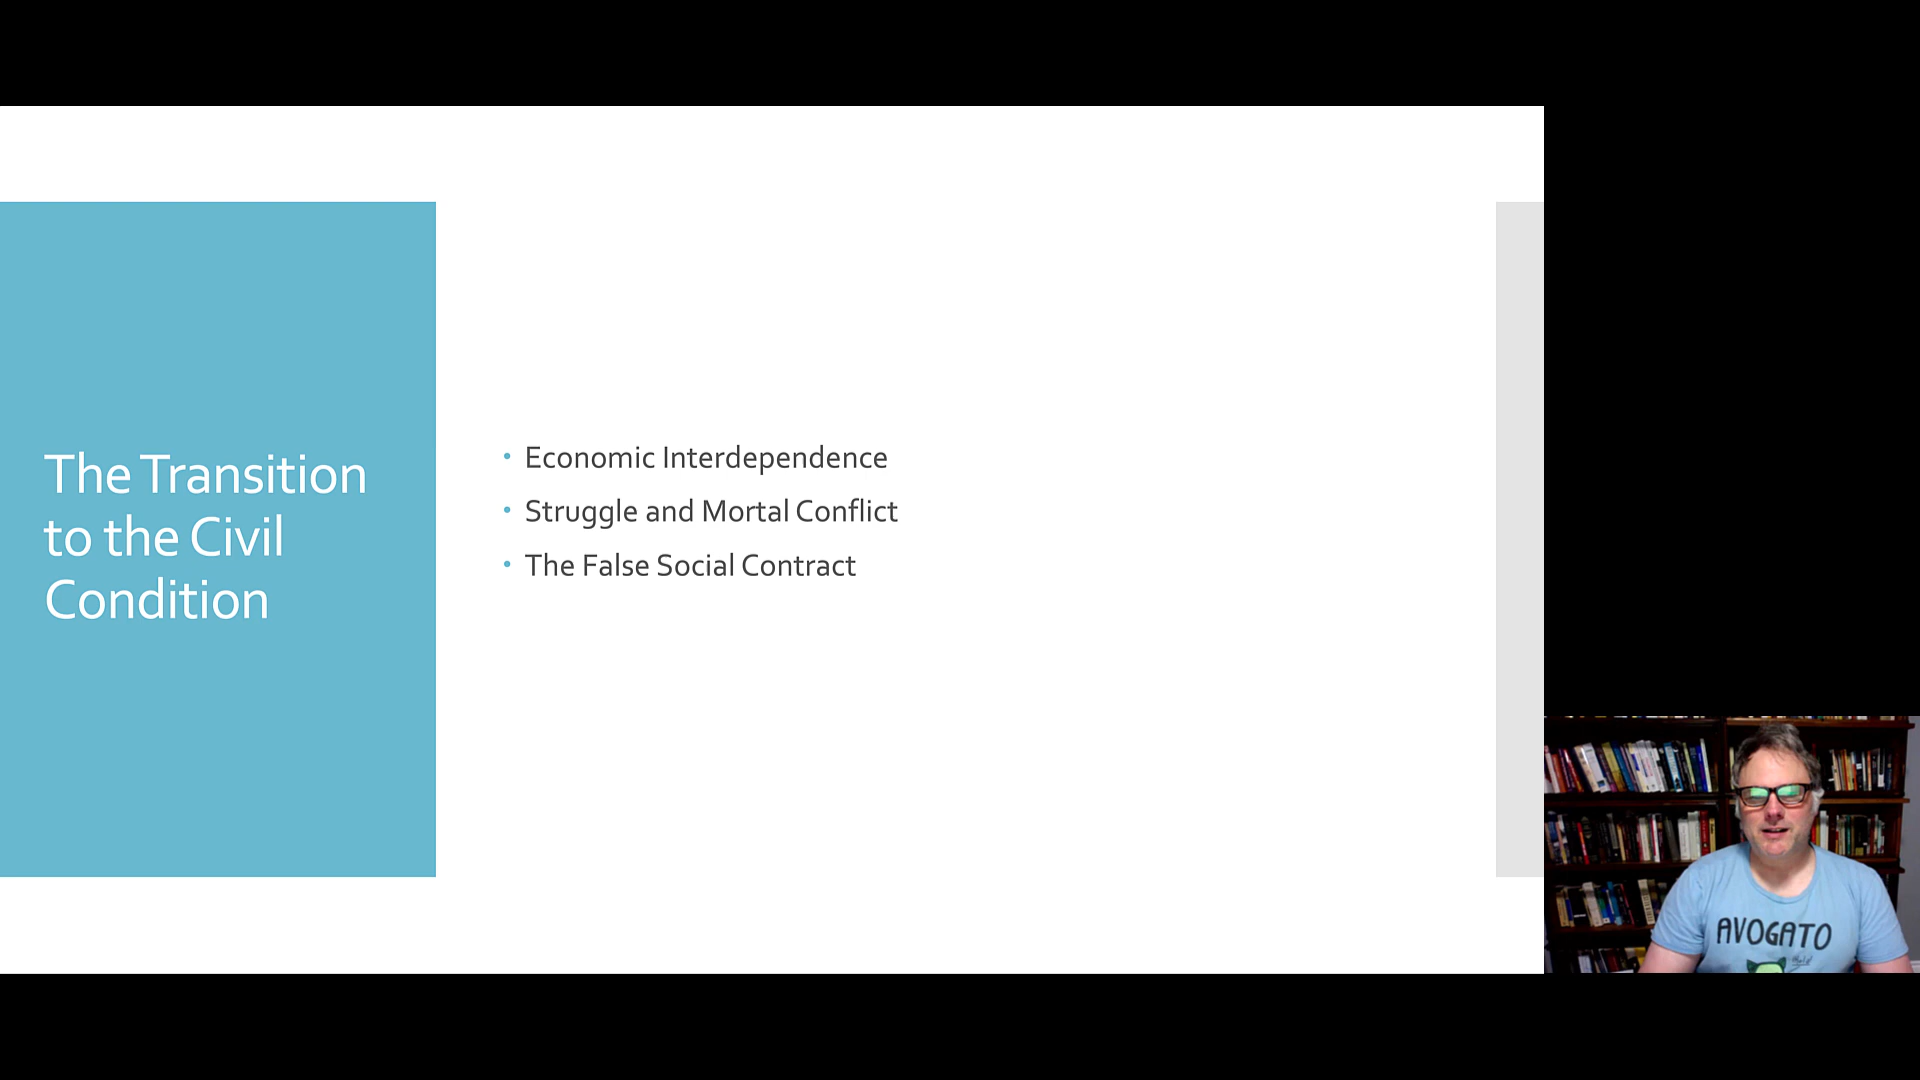 The Transition
to the Civil
Condition
• Economic Interdependence
• Struggle and Mortal Conflict
• The False Social Contract
AVOGATO